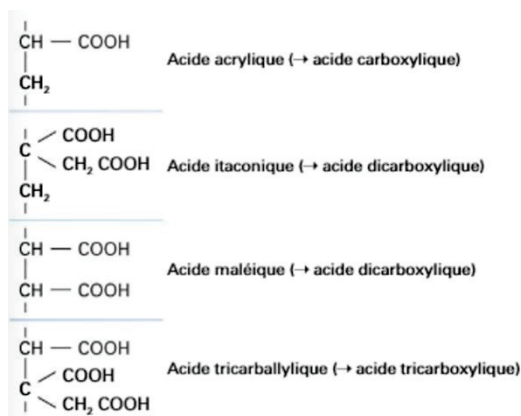 CH — COOH
Acide acrylique (→ acide carboxylique)
CH₂
COOH
C
CH₂ COOH
Acide itaconique (→ acide dicarboxylique)
CH₂
CH — COOH
Acide maléique (→ acide dicarboxylique)
CH — COOH
CH — COOH
COOH
Acide tricarballylique (→ acide tricarboxylique)
C
CH₂ COOH